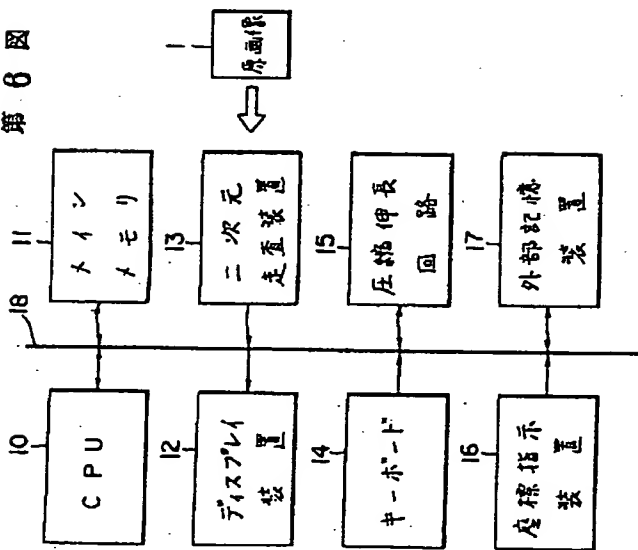 第6図
1
原画像
10
CPU
11
メイン
メモリ
18
12
ディスプレイ
装置
13
二次元
走査装置
14
キーボード
15
圧縮伸長
回路
16
座標指示
装置
17
外部記憶
装置